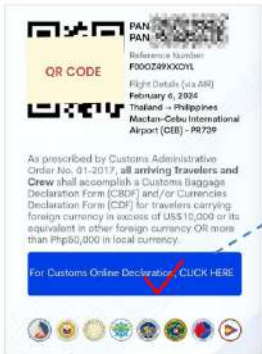 PAN
PAN
QR CODE
Reference Number
F000Z49XXOYL
Flight Details (via AIR)
February 6, 2024
Thailand → Philippines
Mactan-Cebu International
Airport (CEB) - PR739
As prescribed by Customs Administrative
Order No. 01-2017, all arriving Travelers and
Crew shall accomplish a Customs Baggage
Declaration Form (CBDF) and/or Currencies
Declaration Form (CDF) for travelers carrying
foreign currency in excess of US$10,000 or its
equivalent in other foreign currency OR more
than Php50,000 in local currency.
For Customs Online Declaration, CLICK HERE